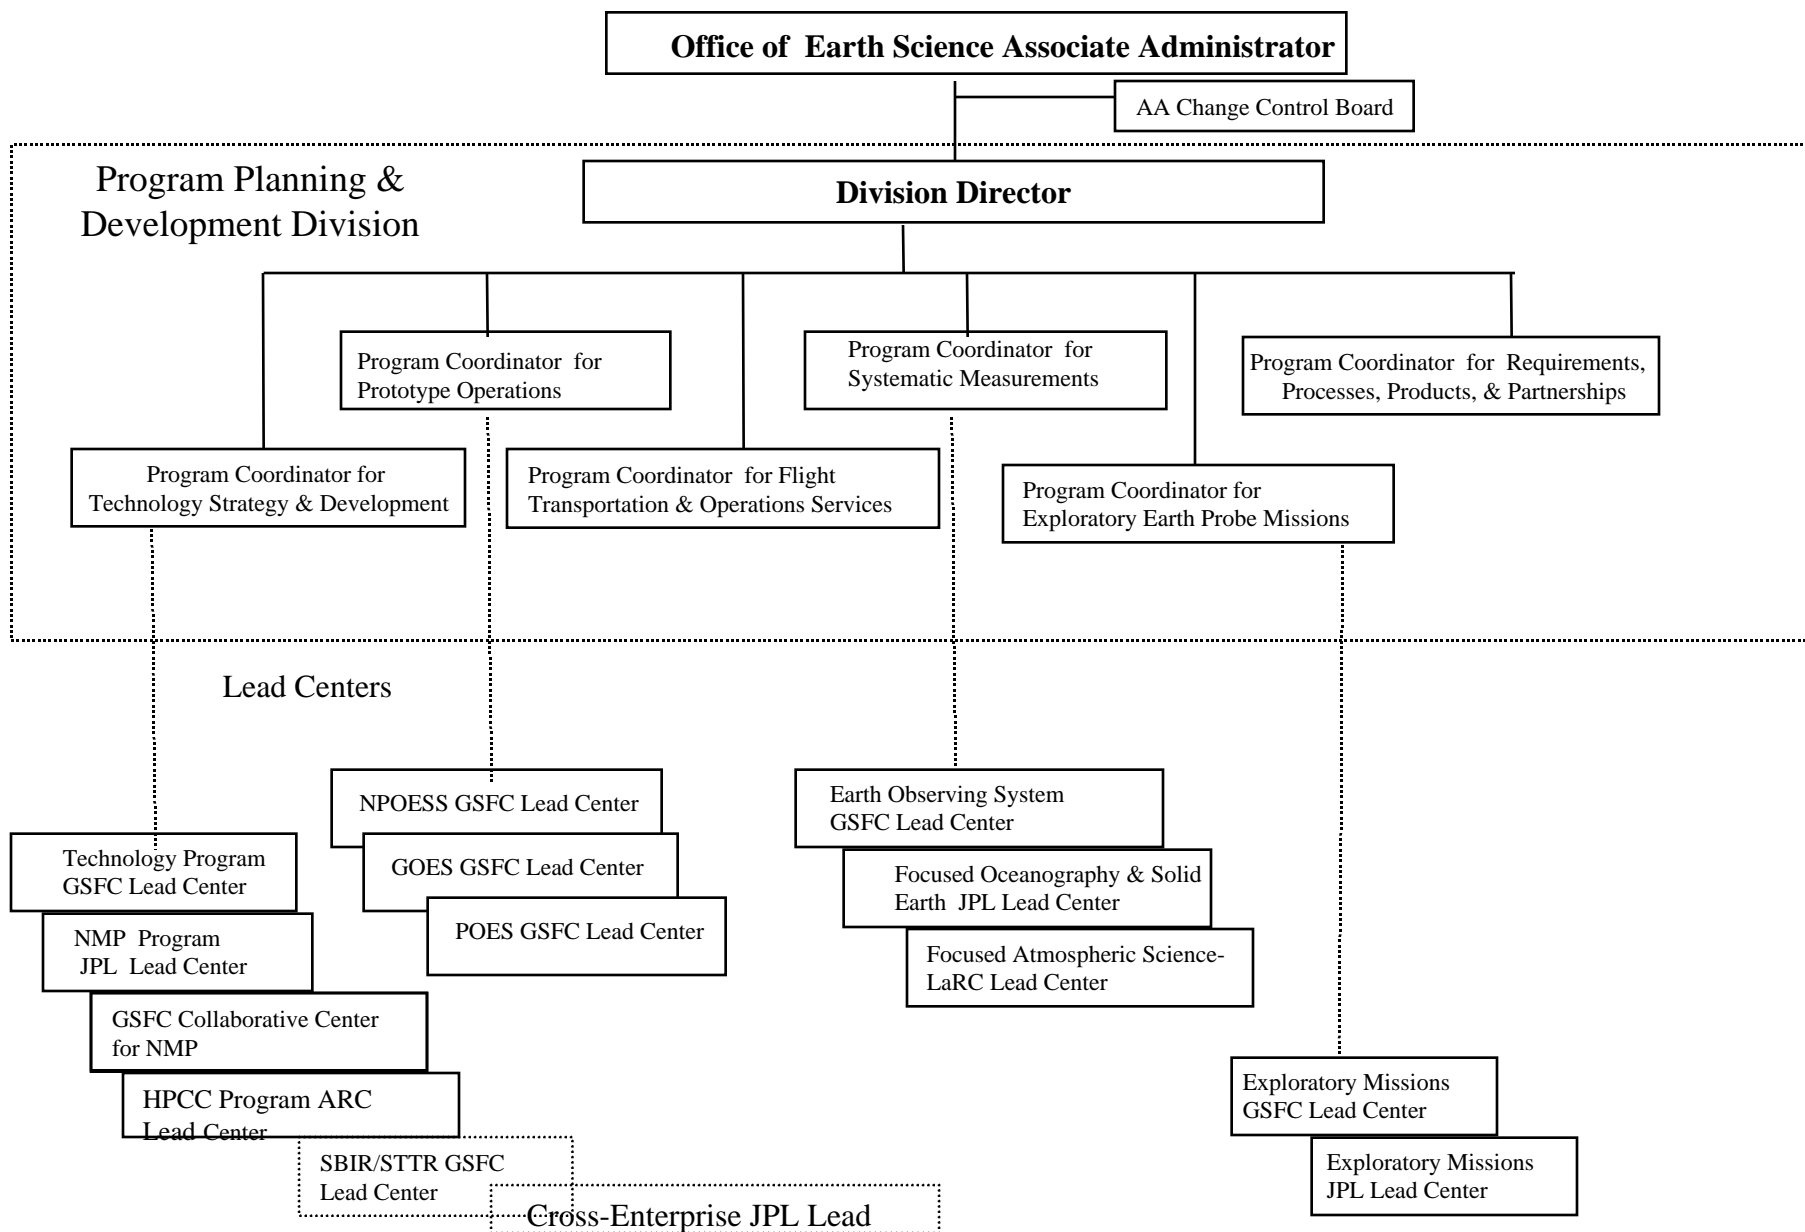 Office of Earth Science Associate Administrator
AA Change Control Board
Program Planning &
Development Division
Division Director
Program Coordinator for
Prototype Operations
Program Coordinator for
Systematic Measurements
Program Coordinator for Requirements,
Processes, Products, & Partnerships
Program Coordinator for
Technology Strategy & Development
Program Coordinator for Flight
Transportation & Operations Services
Program Coordinator for
Exploratory Earth Probe Missions
Lead Centers
Technology Program
GSFC Lead Center
NMP Program
JPL Lead Center
GSFC Collaborative Center
for NMP
HPCC Program ARC
Lead Center
SBIR/STTR GSFC
Lead Center
Cross-Enterprise JPL Lead
NPOESS GSFC Lead Center
GOES GSFC Lead Center
POES GSFC Lead Center
Earth Observing System
GSFC Lead Center
Focused Oceanography & Solid
Earth JPL Lead Center
Focused Atmospheric Science-
LaRC Lead Center
Exploratory Missions
GSFC Lead Center
Exploratory Missions
JPL Lead Center